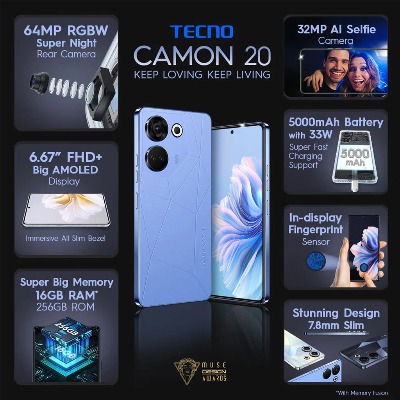 TECNO
CAMON 20
KEEP LOVING KEEP LIVING
64MP RGBW
Super Night
Rear Camera
6.67" FHD+
Big AMOLED
Display
Immersive All Slim Bezel
Super Big Memory
16GB RAM*
256GB ROM
256GB
32MP AI Selfie
Camera
5000mAh Battery
with 33W
Super Fast
Charging
Support
5000
mAh
In-display
Fingerprint
Sensor
Stunning Design
7.8mm Slim
MUSE
DESIGN
AWARDS
*With Memory Fusion